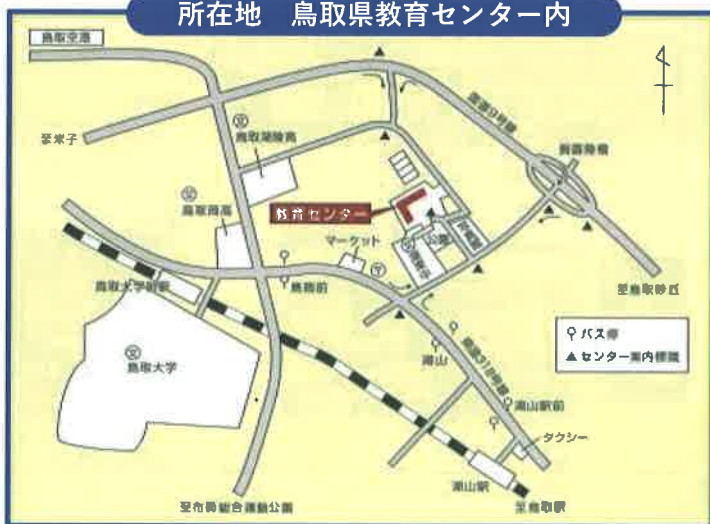 所在地 鳥取県教育センター内
鳥取空港
至米子
国道9号線
鳥取湖陵高
鳥取商高
教育センター
マーケット
公園
鳥商前
鳥取大学前駅
鳥取大学
至鳥取砂丘
バス停
センター案内標識
湖山
湖山駅前
タクシー
湖山駅
至鳥取駅
至布勢総合運動公園